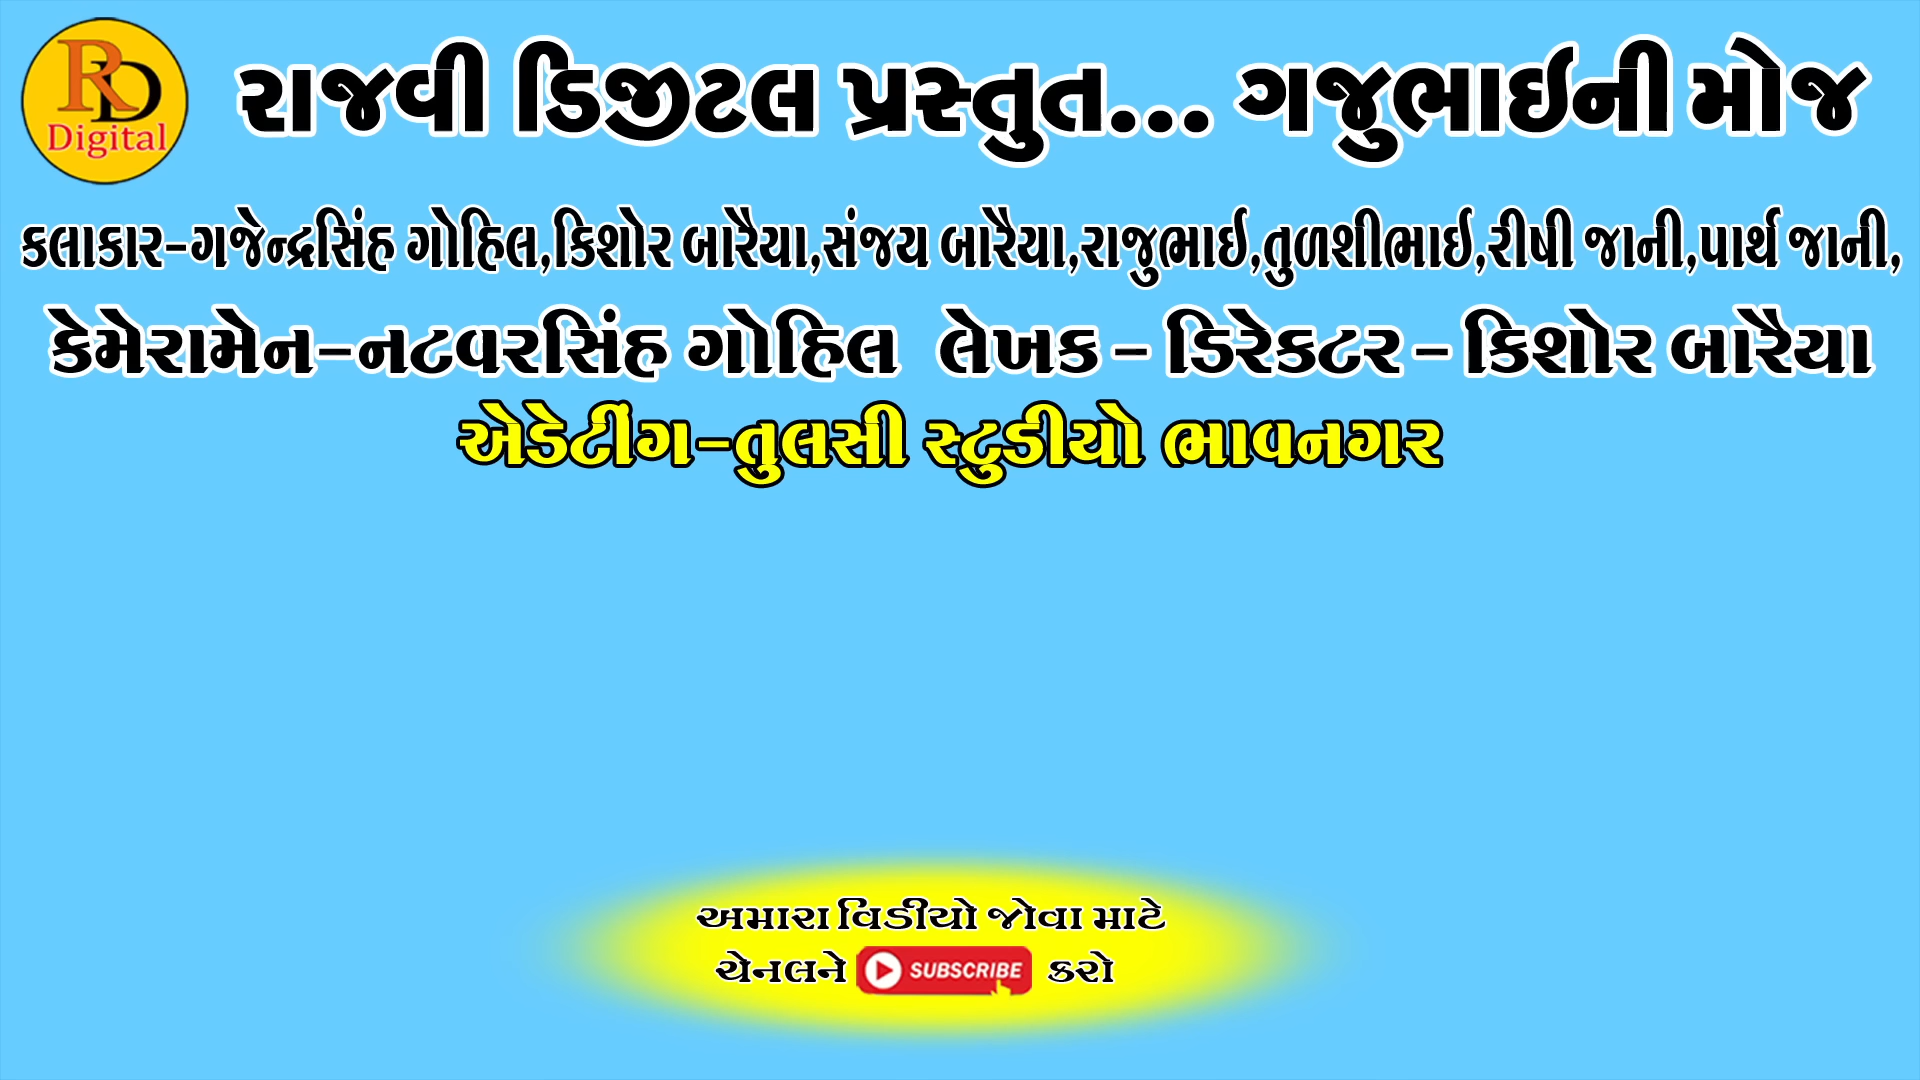 RD
Digital
રાજવી ડિજીટલ પ્રસ્તુત... ગજુભાઇની મોજ
કલાકાર-ગજેન્દ્રસિંહ ગોહિલ,કિશોર બારૈયા,સંજય બારૈયા,રાજુભાઇ,તુળશીભાઇ,રીષી જાની,પાર્થ જાની,
કેમેરામેન-નટવરસિંહ ગોહિલ લેખક - ડિરેક્ટર - કિશોર બારૈયા
એડેટીંગ-તુલસી સ્ટુડીયો ભાવનગર
અમારા વિડીયો જોવા માટે
ચેનલને SUBSCRIBE કરો